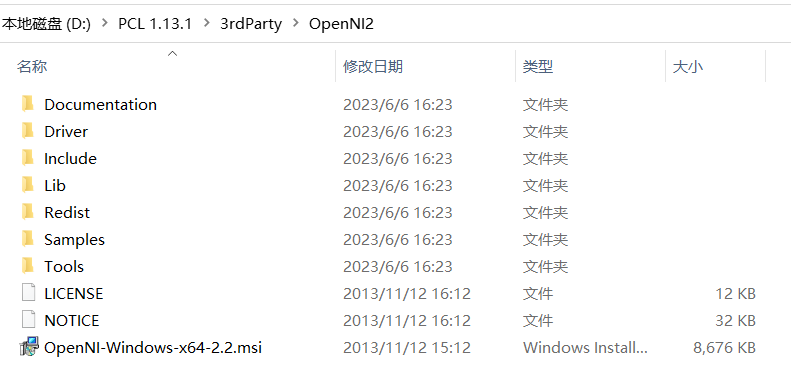 本地磁盘 (D:) > PCL 1.13.1 > 3rdParty > OpenNI2
名称 修改日期 类型 大小
Documentation 2023/6/6 16:23 文件夹
Driver 2023/6/6 16:23 文件夹
Include 2023/6/6 16:23 文件夹
Lib 2023/6/6 16:23 文件夹
Redist 2023/6/6 16:23 文件夹
Samples 2023/6/6 16:23 文件夹
Tools 2023/6/6 16:23 文件夹
LICENSE 2013/11/12 16:12 文件 12 KB
NOTICE 2013/11/12 16:12 文件 32 KB
OpenNI-Windows-x64-2.2.msi 2013/11/12 15:12 Windows Install... 8,676 KB